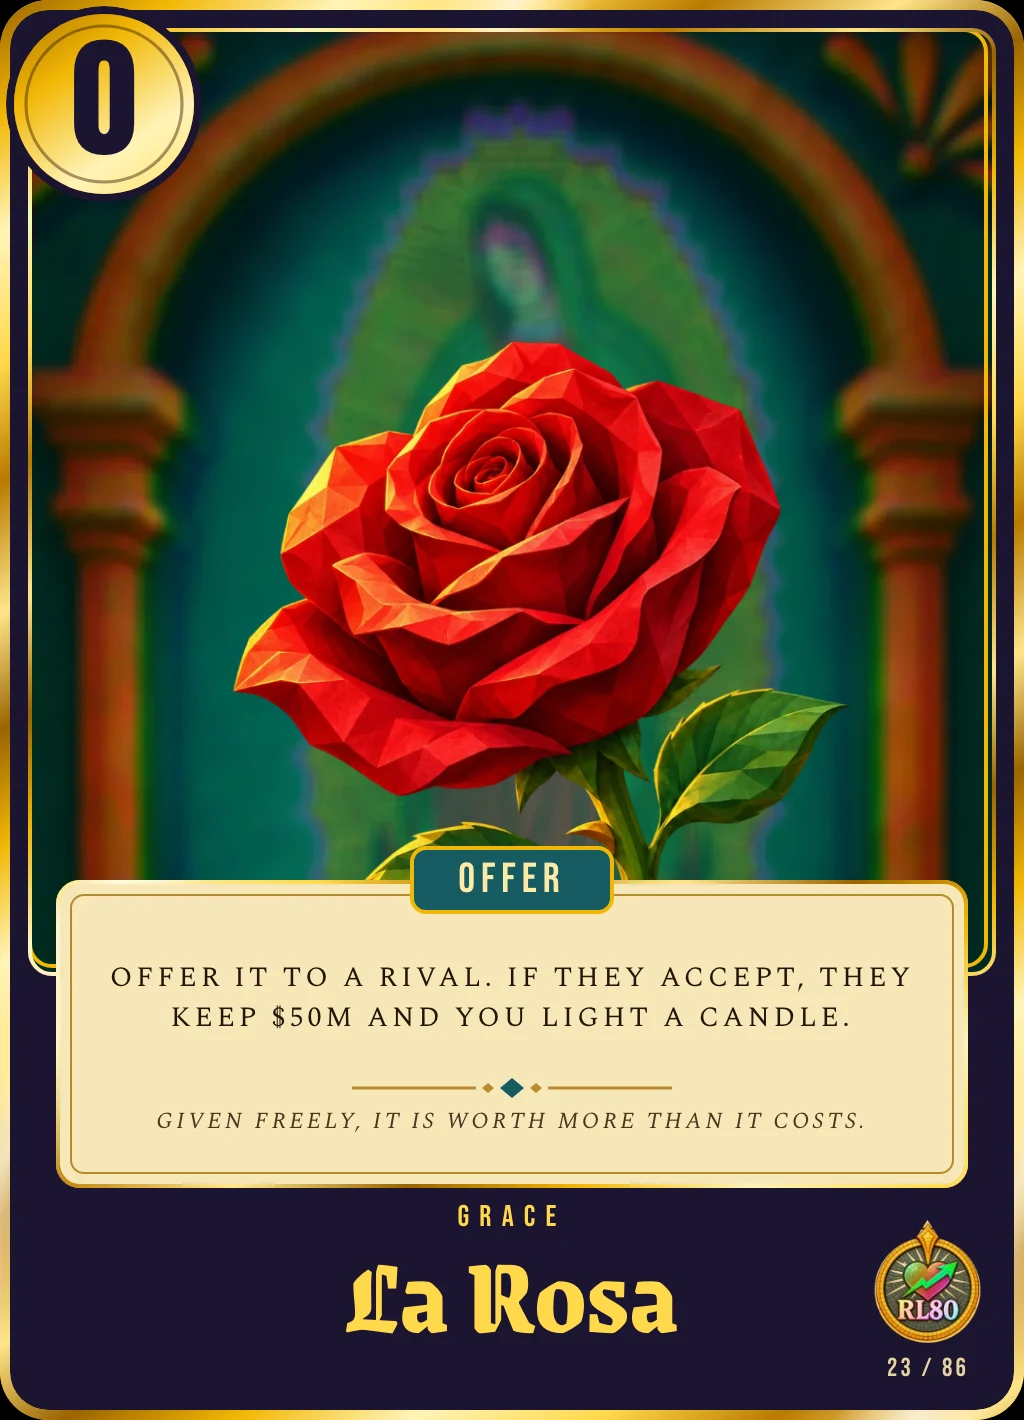 0
OFFER
OFFER IT TO A RIVAL. IF THEY ACCEPT, THEY
KEEP $50M AND YOU LIGHT A CANDLE.
GIVEN FREELY, IT IS WORTH MORE THAN IT COSTS.
GRACE
La Rosa
RL80
23 / 86